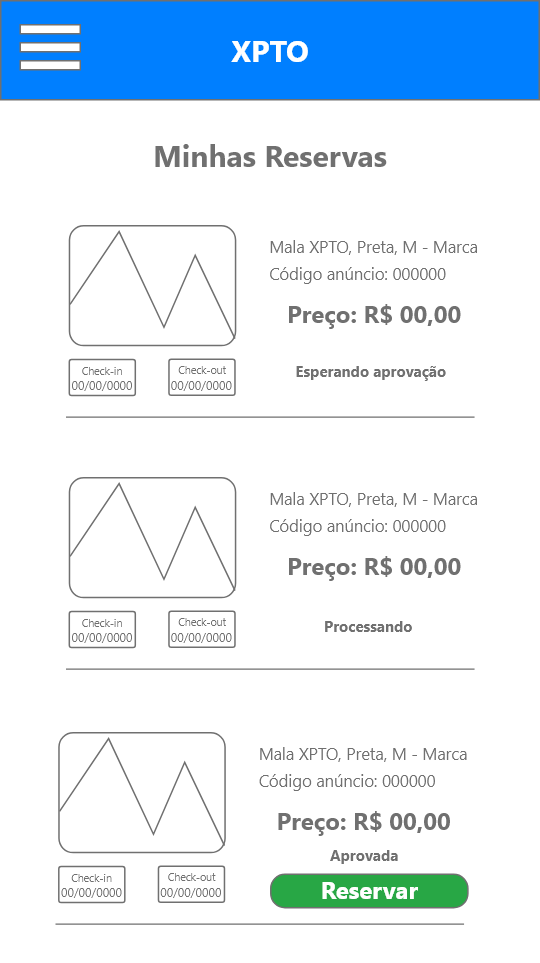 XPTO
Minhas Reservas
Mala XPTO, Preta, M - Marca
Código anúncio: 000000
Preço: R$ 00,00
Check-in
00/00/0000
Check-out
00/00/0000
Esperando aprovação
Mala XPTO, Preta, M - Marca
Código anúncio: 000000
Preço: R$ 00,00
Check-in
00/00/0000
Check-out
00/00/0000
Processando
Mala XPTO, Preta, M - Marca
Código anúncio: 000000
Preço: R$ 00,00
Aprovada
Check-in
00/00/0000
Check-out
00/00/0000
Reservar